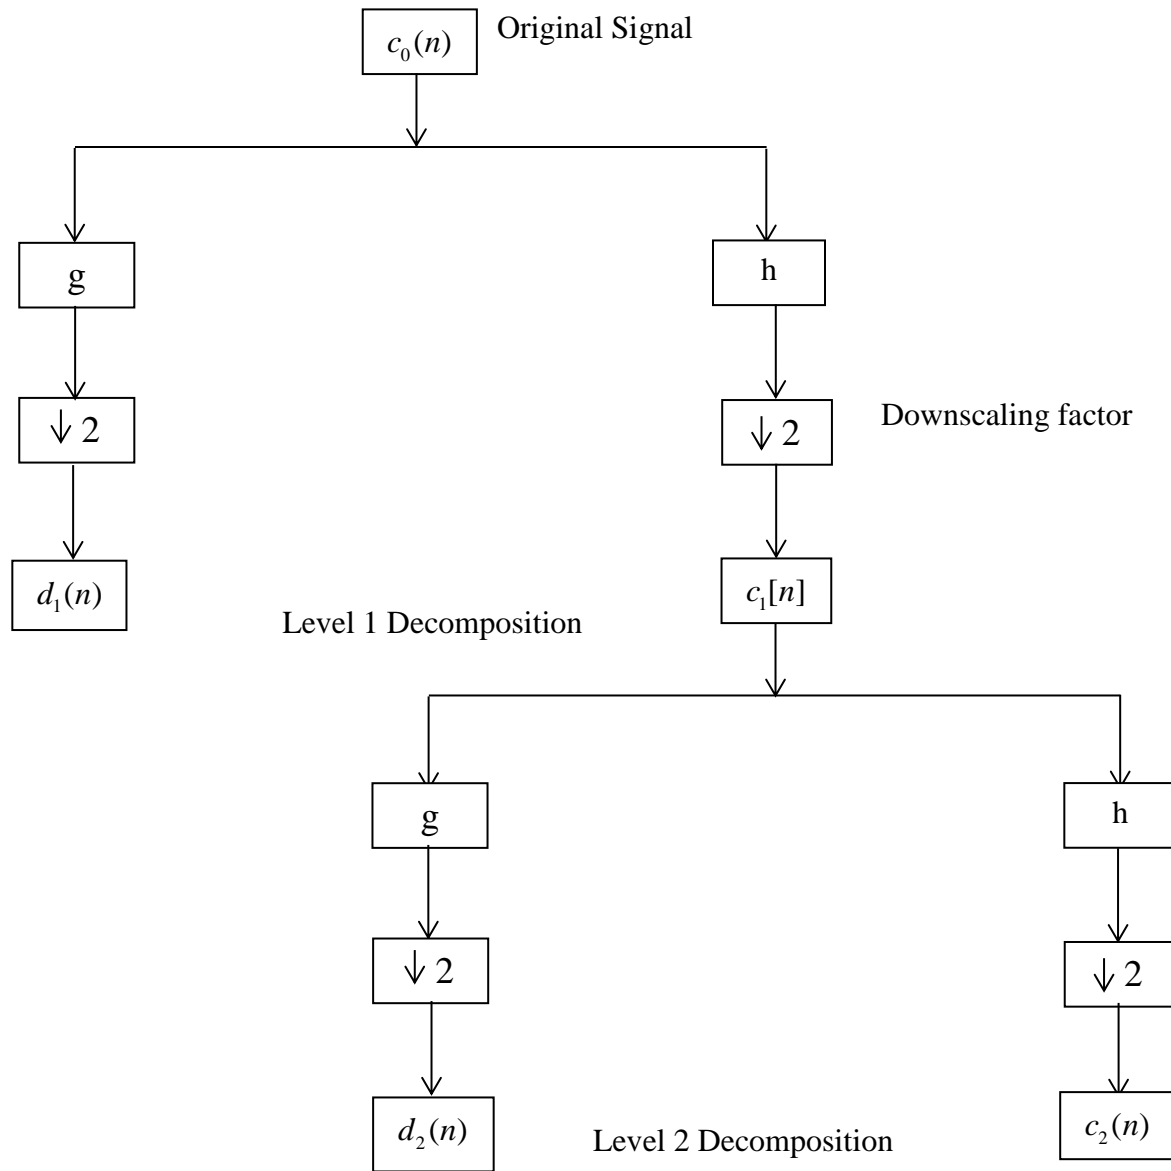 c₀(n)
Original Signal
g
h
↓ 2
↓ 2
Downscaling factor
d₁(n)
c₁[n]
Level 1 Decomposition
g
h
↓ 2
↓ 2
d₂(n)
c₂(n)
Level 2 Decomposition